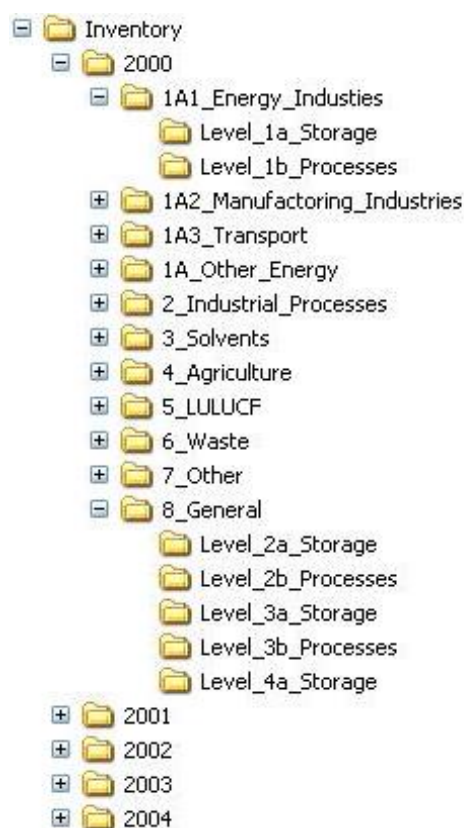 Inventory
2000
1A1_Energy_Industies
Level_1a_Storage
Level_1b_Processes
1A2_Manufactoring_Industries
1A3_Transport
1A_Other_Energy
2_Industrial_Processes
3_Solvents
4_Agriculture
5_LULUCF
6_Waste
7_Other
8_General
Level_2a_Storage
Level_2b_Processes
Level_3a_Storage
Level_3b_Processes
Level_4a_Storage
2001
2002
2003
2004